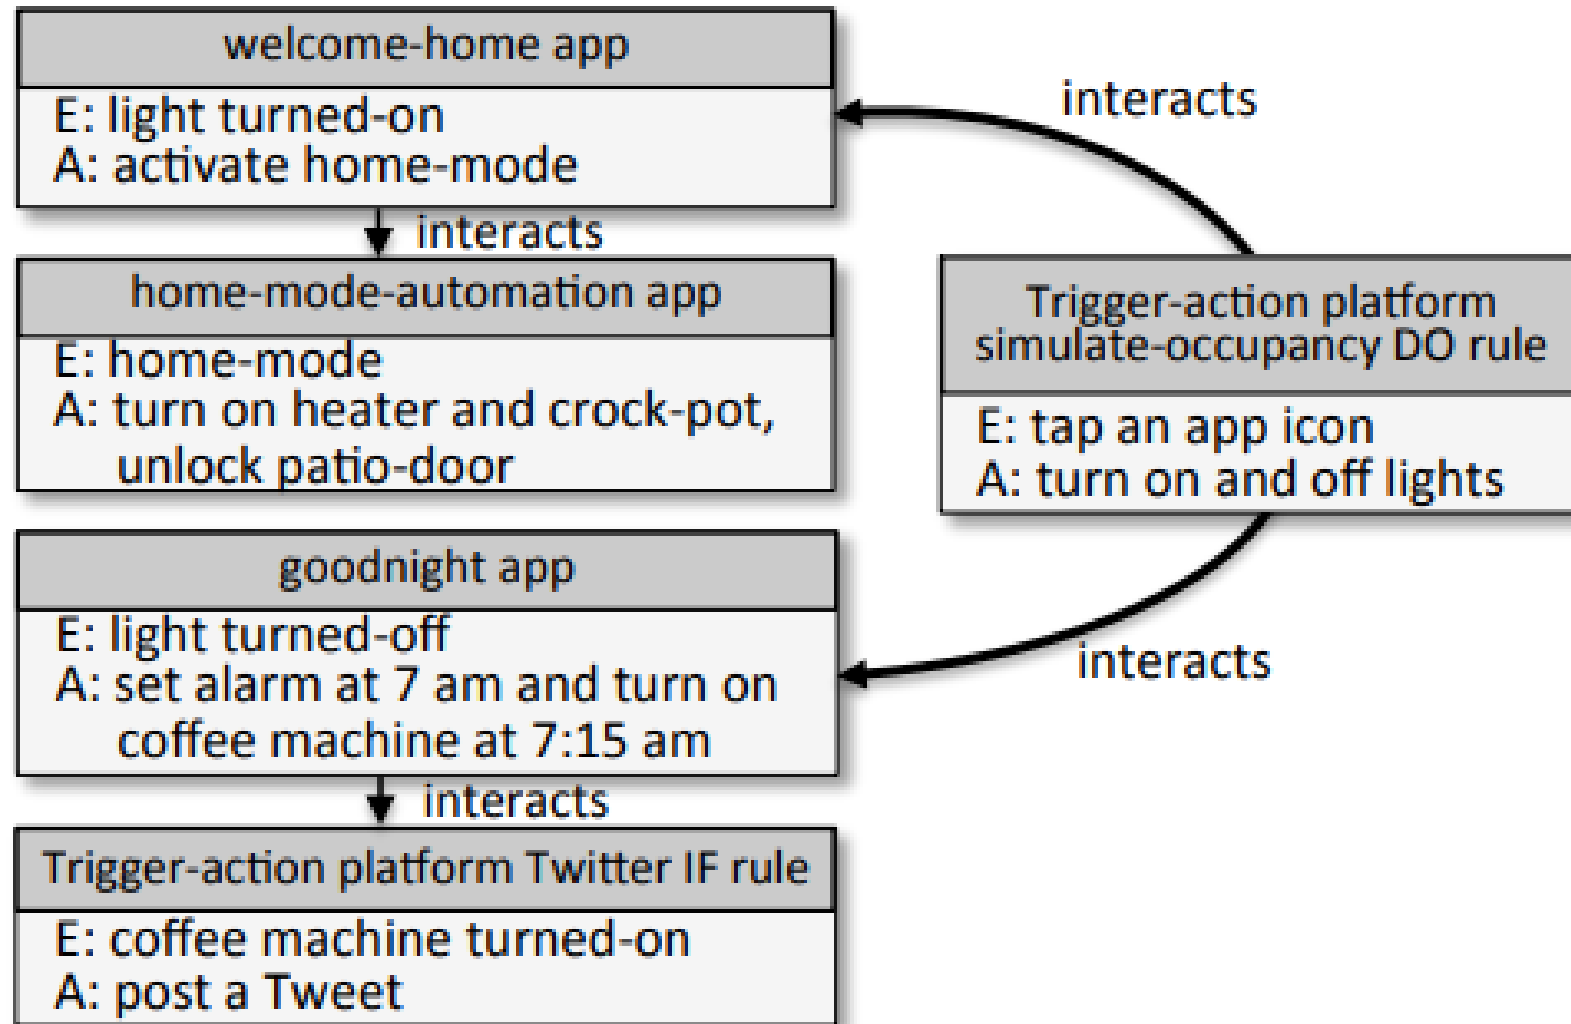 welcome-home app
E: light turned-on
A: activate home-mode
interacts
interacts
home-mode-automation app
E: home-mode
A: turn on heater and crock-pot,
unlock patio-door
Trigger-action platform
simulate-occupancy DO rule
E: tap an app icon
A: turn on and off lights
goodnight app
E: light turned-off
A: set alarm at 7 am and turn on
coffee machine at 7:15 am
interacts
interacts
Trigger-action platform Twitter IF rule
E: coffee machine turned-on
A: post a Tweet